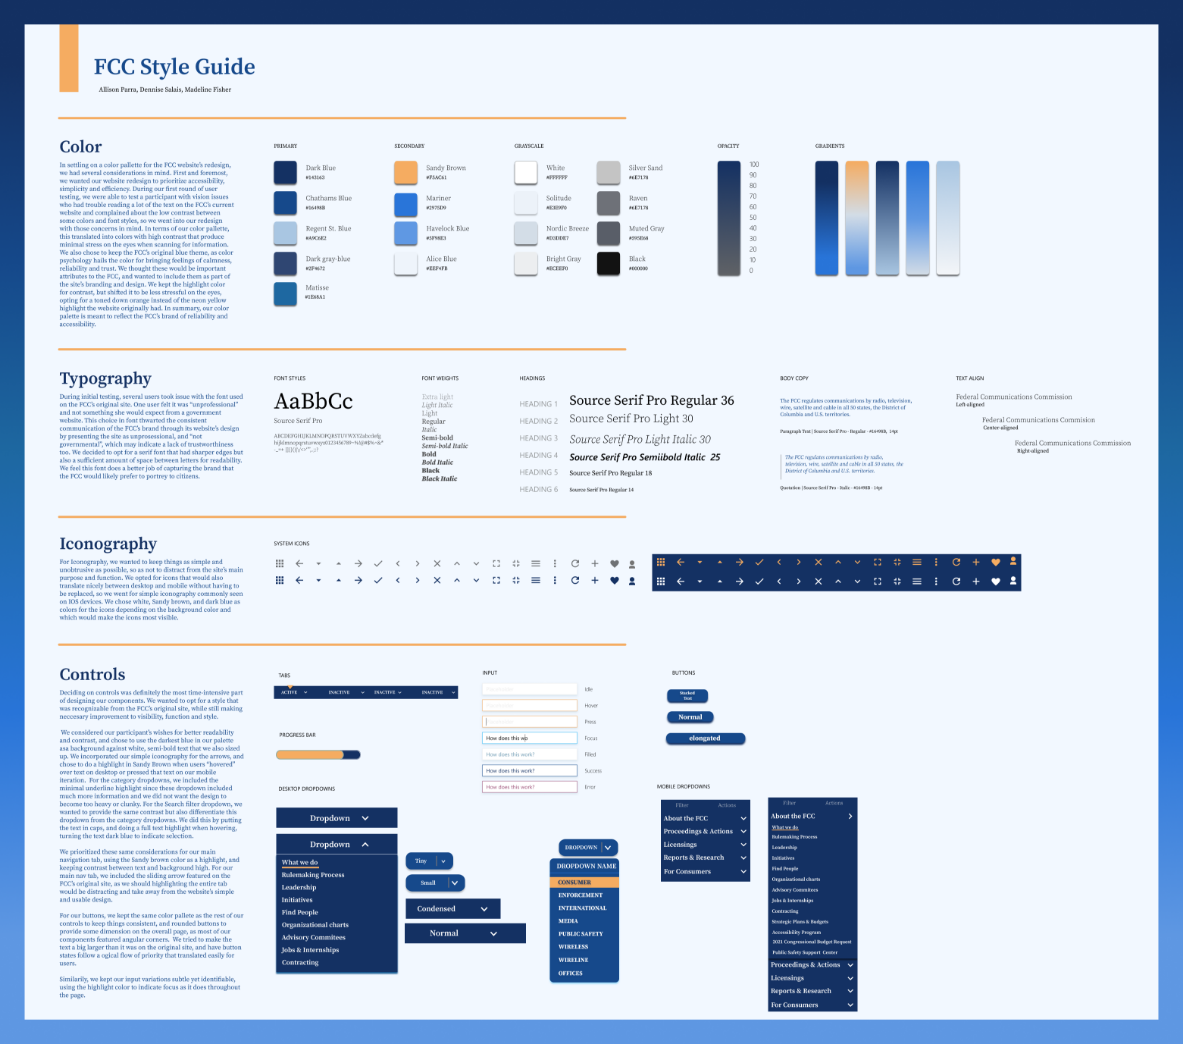 FCC Style Guide
Allison Parra, Dennise Salais, Madeline Fisher
Color
In settling on a color pallette for the FCC website's redesign,
we had several considerations in mind. First and foremost,
we wanted our website redesign to prioritize accessibility,
simplicity and efficiency. During our first round of user
testing, we were able to test a participant with vision issues
who had trouble reading a lot of the text on the FCC's current
website and complained about the low contrast between
some colors and font styles, so we went into our redesign
with those concerns in mind. In terms of our color pallette,
this translated into colors with high contrast that produce
minimal stress on the eyes when scanning for information.
We also chose to keep the FCC's original blue theme, as color
psychology hails the color for bringing feelings of calmness,
reliability and trust. We thought these would be important
attributes to the FCC, and wanted to include them as part of
the site's branding and design. We kept the highlight color
for contrast, but shifted it to be less stressful on the eyes,
opting for a toned down orange instead of the neon yellow
highlight the website originally had. In summary, our color
palette is meant to reflect the FCC's brand of reliability and
accessibility.
PRIMARY
Dark Blue
Chathams Blue
#16498B
Regent St. Blue
#A9C6E2
Dark gray-blue
#2F4672
Matisse
SECONDARY
Sandy Brown
#F5AC61
Mariner
#2975D9
Havelock Blue
#5F98E3
Alice Blue
#EEF4FB
GRAYSCALE
White
#FFFFFF
Solitude
Nordic Breeze
Bright Gray
Silver Sand
#6E7178
Raven
#6E7178
Muted Gray
#595F68
Black
#000000
OPACITY
100
90
80
70
60
50
40
30
20
10
0
GRADIENTS
Typography
During initial testing, several users took issue with the font used
on the FCC's original site. One user felt it was "unprofessional"
and not something she would expect from a government
website. This choice in font thwarted the consistent
communication of the FCC's brand through its website's design
by presenting the site as unprosessional, and "not
governmental", which may indicate a lack of trustworthiness
too. We decided to opt for a serif font that had sharper edges but
also a sufficient amount of space between letters for readability.
We feel this font does a better job of capturing the brand that
the FCC would likely prefer to portrey to citizens.
FONT STYLES
AaBbCc
Source Serif Pro
FONT WEIGHTS
Extra light
Light Italic
Light
Regular
Italic
Semi-bold
Semi-bold Italic
Bold
Bold Italic
Black
Black Italic
HEADINGS
HEADING 1 Source Serif Pro Regular 36
HEADING 2 Source Serif Pro Light 30
HEADING 3 Source Serif Pro Light Italic 30
HEADING 4 Source Serif Pro Semiibold Italic 25
HEADING 5 Source Serif Pro Regular 18
HEADING 6 Source Serif Pro Regular 14
BODY COPY
The FCC regulates communications by radio, television,
wire, satellite and cable in all 50 states, the District of
Columbia and U.S. territories.
Paragraph Text | Source Serif Pro - Regular - #16498B, 14pt
The FCC regulates communications by radio,
television, wire, satellite and cable in all 50 states, the
District of Columbia and U.S. territories.
Quotation | Source Serif Pro - Italic - #16498B - 14pt
TEXT ALIGN
Federal Communications Commission
Left-aligned
Federal Communications Commision
Center-aligned
Federal Communications Commission
Right-aligned
Iconography
For Iconography, we wanted to keep things as simple and
unobtrusive as possible, so as not to distract from the site's main
purpose and function. We opted for icons that would also
translate nicely between desktop and mobile without having to
be replaced, so we went for simple iconography commonly seen
on IOS devices. We chose white, Sandy brown, and dark blue as
colors for the icons depending on the background color and
which would make the icons most visible.
SYSTEM ICONS
Controls
Deciding on controls was definitely the most time-intensive part
of designing our components. We wanted to opt for a style that
was recognizable from the FCC's original site, while still making
neccesary improvement to visibility, function and style.
We considered our participant's wishes for better readability
and contrast, and chose to use the darkest blue in our palette
asa background against white, semi-bold text that we also sized
up. We incorporated our simple iconography for the arrows, and
chose to do a highlight in Sandy Brown when users "hovered"
over text on desktop or pressed that text on our mobile
iteration. For the category dropdowns, we included the
minimal underline highlight since these dropdown included
much more information and we did not want the design to
become too heavy or clunky. For the Search filter dropdown, we
wanted to provide the same contrast but also differentiate this
dropdown from the category dropdowns. We did this by putting
the text in caps, and doing a full text highlight when hovering,
turning the text dark blue to indicate selection.
We prioritized these same considerations for our main
navigation tab, using the Sandy brown color as a highlight, and
keeping contrast between text and background high. For our
main nav tab, we included the sliding arrow featured on the
FCC's original site, as we should highlighting the entire tab
would be distracting and take away from the website's simple
and usable design.
For our buttons, we kept the same color pallete as the rest of our
controls to keep things consistent, and rounded buttons to
provide some dimension on the overall page, as most of our
components featured angular corners. We tried to make the
text a big larger than it was on the original site, and have button
states follow a ogical flow of priority that translated easily for
users.
Similarily, we kept our input variations subtle yet identifiable,
using the highlight color to indicate focus as it does throughout
the page.
TABS
ACTIVE INACTIVE INACTIVE INACTIVE
PROGRESS BAR
INPUT
Idle
Hover
Press
How does this wo Focus
How does this work? Filled
How does this work? Success
How does this work? Error
BUTTONS
Stacked
Text
Normal
elongated
DESKTOP DROPDOWNS
Dropdown
Dropdown
What we do
Rulemaking Process
Leadership
Initiatives
Find People
Organizational charts
Advisory Commitees
Jobs & Internships
Contracting
Tiny
Small
Condensed
Normal
DROPDOWN
DROPDOWN NAME
CONSUMER
ENFORCEMENT
INTERNATIONAL
MEDIA
PUBLIC SAFETY
WIRELESS
WIRELINE
OFFICES
MOBILE DROPDOWNS
Filter Actions
About the FCC
Proceedings & Actions
Licensings
Reports & Research
For Consumers
Filter Actions
About the FCC
What we do
Rulemaking Process
Leadership
Initiatives
Find People
Organizational charts
Advisory Commitees
Jobs & Internships
Contracting
Strategic Plans & Budgets
Accessibility Program
2021 Congressional Budget Request
Public Safety Support Center
Proceedings & Actions
Licensings
Reports & Research
For Consumers